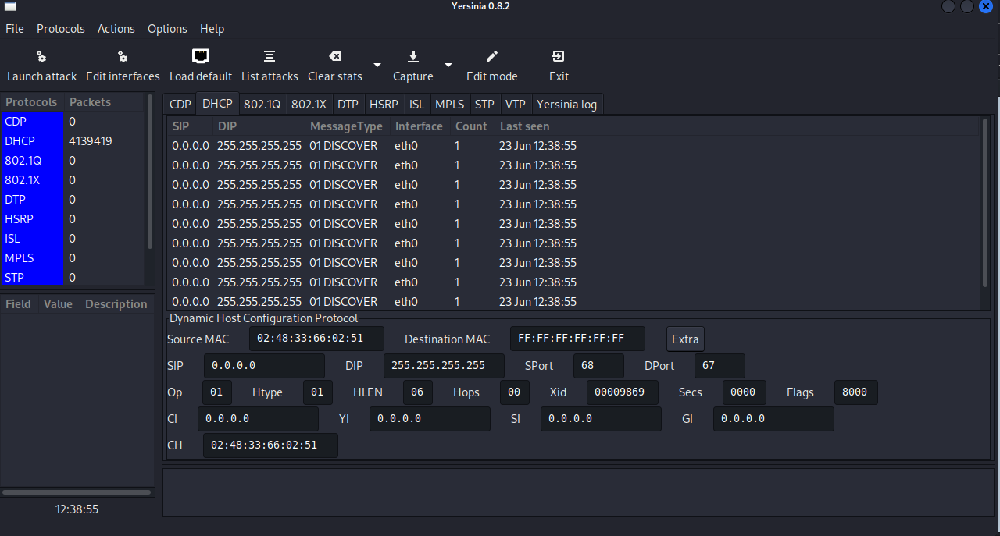 Yersinia 0.8.2
File Protocols Actions Options Help
Launch attack Edit interfaces Load default List attacks Clear stats Capture Edit mode Exit
Protocols Packets
CDP 0
DHCP 4139419
802.1Q 0
802.1X 0
DTP 0
HSRP 0
ISL 0
MPLS 0
STP 0
Field Value Description
12:38:55
CDP DHCP 802.1Q 802.1X DTP HSRP ISL MPLS STP VTP Yersinia log
SIP DIP MessageType Interface Count Last seen
0.0.0.0 255.255.255.255 01 DISCOVER eth0 1 23 Jun 12:38:55
0.0.0.0 255.255.255.255 01 DISCOVER eth0 1 23 Jun 12:38:55
0.0.0.0 255.255.255.255 01 DISCOVER eth0 1 23 Jun 12:38:55
0.0.0.0 255.255.255.255 01 DISCOVER eth0 1 23 Jun 12:38:55
0.0.0.0 255.255.255.255 01 DISCOVER eth0 1 23 Jun 12:38:55
0.0.0.0 255.255.255.255 01 DISCOVER eth0 1 23 Jun 12:38:55
0.0.0.0 255.255.255.255 01 DISCOVER eth0 1 23 Jun 12:38:55
0.0.0.0 255.255.255.255 01 DISCOVER eth0 1 23 Jun 12:38:55
0.0.0.0 255.255.255.255 01 DISCOVER eth0 1 23 Jun 12:38:55
Dynamic Host Configuration Protocol
Source MAC 02:48:33:66:02:51 Destination MAC FF:FF:FF:FF:FF:FF Extra
SIP 0.0.0.0 DIP 255.255.255.255 SPort 68 DPort 67
Op 01 Htype 01 HLEN 06 Hops 00 Xid 00009869 Secs 0000 Flags 8000
CI 0.0.0.0 YI 0.0.0.0 SI 0.0.0.0 GI 0.0.0.0
CH 02:48:33:66:02:51